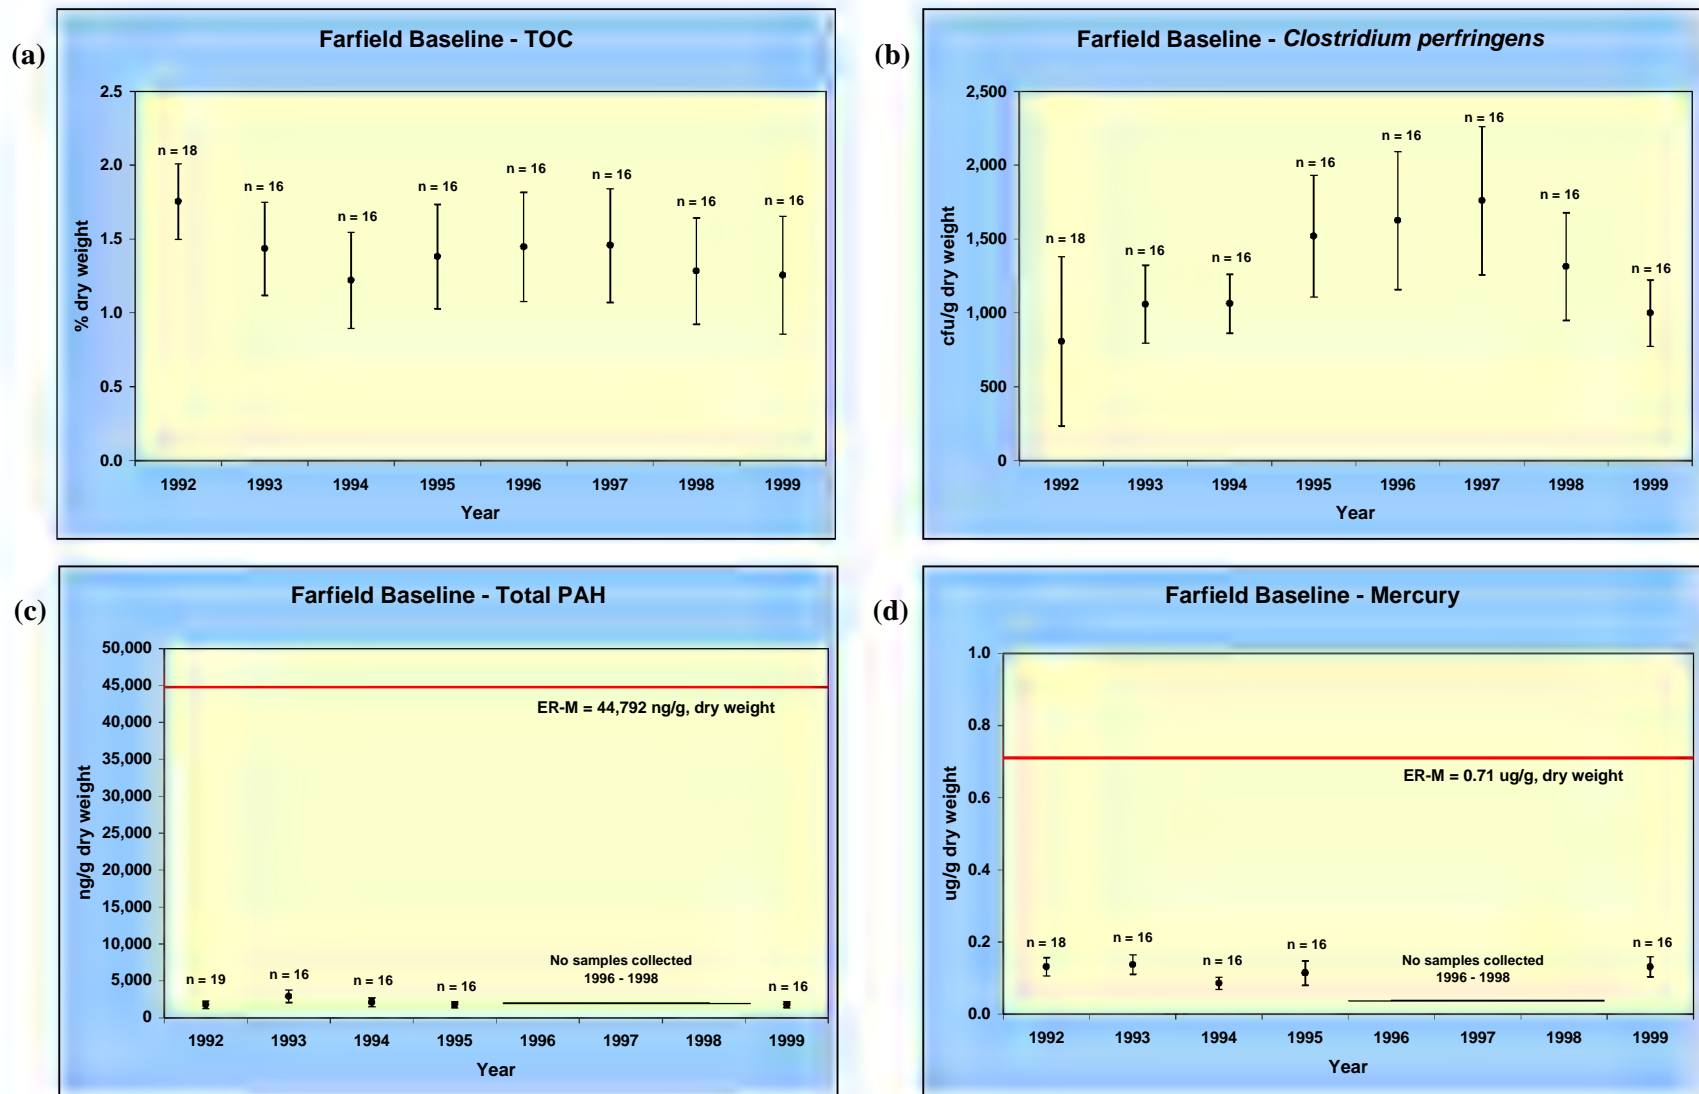 (a)
Farfield Baseline - TOC
2.5
2.0
1.5
1.0
0.5
0.0
% dry weight
n = 18
n = 16
n = 16
n = 16
n = 16
n = 16
n = 16
n = 16
1992 1993 1994 1995 1996 1997 1998 1999
Year
(b)
Farfield Baseline - Clostridium perfringens
2,500
2,000
1,500
1,000
500
0
cfu/g dry weight
n = 18
n = 16
n = 16
n = 16
n = 16
n = 16
n = 16
n = 16
1992 1993 1994 1995 1996 1997 1998 1999
Year
(c)
Farfield Baseline - Total PAH
50,000
45,000
40,000
35,000
30,000
25,000
20,000
15,000
10,000
5,000
0
ng/g dry weight
ER-M = 44,792 ng/g, dry weight
n = 19
n = 16
n = 16
n = 16
No samples collected
1996 - 1998
n = 16
1992 1993 1994 1995 1996 1997 1998 1999
Year
(d)
Farfield Baseline - Mercury
1.0
0.8
0.6
0.4
0.2
0.0
ug/g dry weight
ER-M = 0.71 ug/g, dry weight
n = 18
n = 16
n = 16
n = 16
No samples collected
1996 - 1998
n = 16
1992 1993 1994 1995 1996 1997 1998 1999
Year